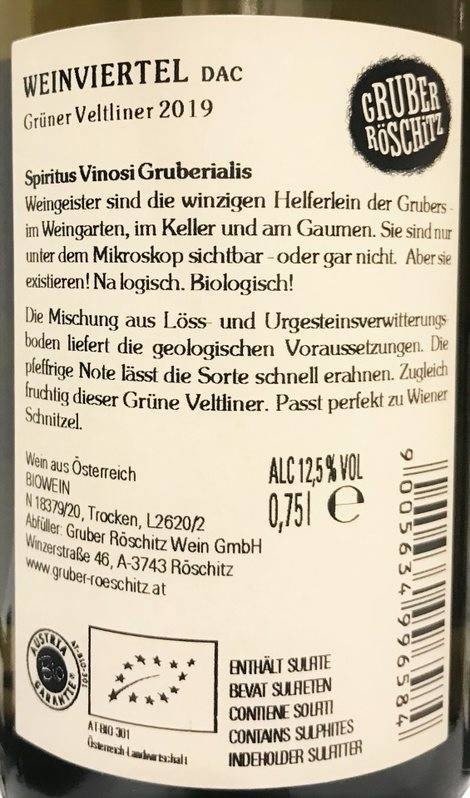 WEINVIERTEL DAC
Grüner Veltliner 2019
GRUBER
RÖSCHITZ
Spiritus Vinosi Gruberialis
Weingeister sind die winzigen Helferlein der Grubers -
im Weingarten, im Keller und am Gaumen. Sie sind nur
unter dem Mikroskop sichtbar - oder gar nicht. Aber sie
existieren! Na logisch. Biologisch!
Die Mischung aus Löss- und Urgesteinsverwitterungs-
boden liefert die geologischen Voraussetzungen. Die
pfeffrige Note lässt die Sorte schnell erahnen. Zugleich
fruchtig dieser Grüne Veltliner. Passt perfekt zu Wiener
Schnitzel.
Wein aus Österreich
BIOWEIN
N 18379/20, Trocken, L2620/2
Abfüller: Gruber Röschitz Wein GmbH
Winzerstraße 46, A-3743 Röschitz
www.gruber-roeschitz.at
ALC 12,5 % VOL
0,75l e
9 005634 996584
AUSTRIA
Bio
GARANTIE
AT-BIO-301
AT-BIO 301
Österreich Landwirtschaft
ENTHÄLT SULFITE
BEVAT SULFIETEN
CONTIENE SOLFITI
CONTAINS SULPHITES
INDEHOLDER SULFITTER